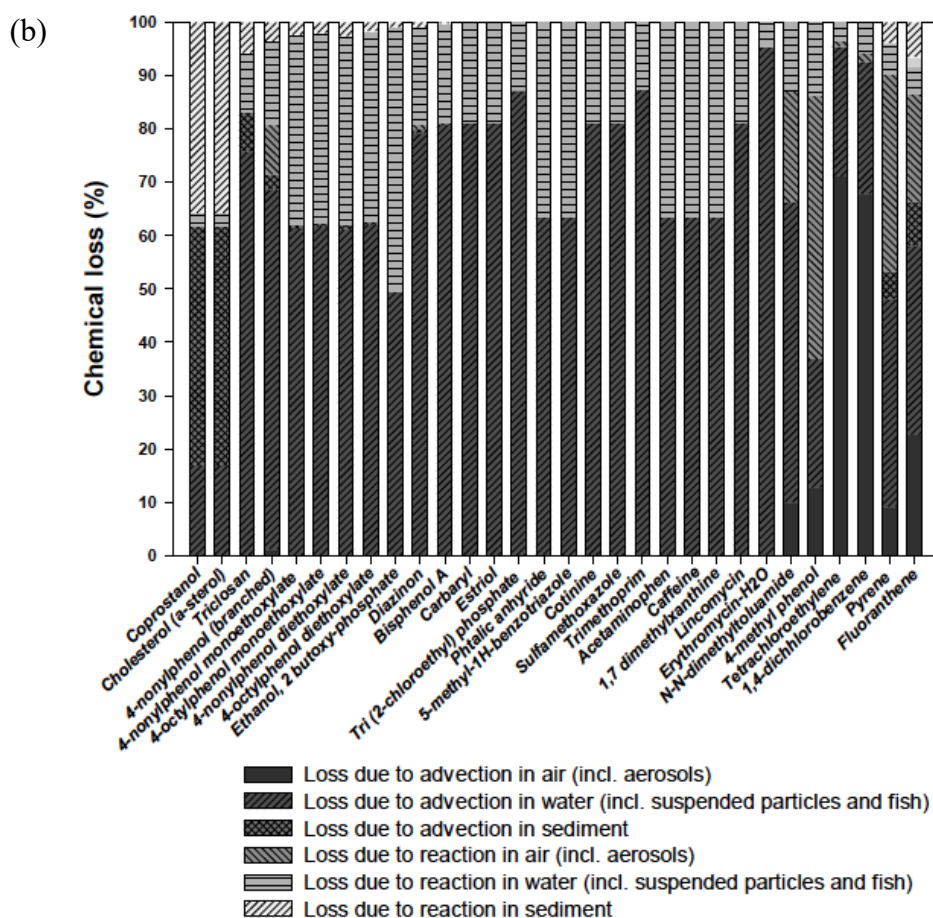 (b)
Chemical loss (%)
100
90
80
70
60
50
40
30
20
10
0
Coprostanol
Cholesterol (a-sterol)
Triclosan
4-nonylphenol (branched)
4-nonylphenol monoethoxylate
4-octylphenol monoethoxylate
4-nonylphenol diethoxylate
4-octylphenol diethoxylate
Ethanol, 2 butoxy-phosphate
Diazinon
Bisphenol A
Carbaryl
Estriol
Tri (2-chloroethyl) phosphate
Phtalic anhyride
5-methyl-1H-benzotriazole
Cotine
Sulfamethoxazole
Trimethoprim
Acetaminophen
Caffeine
1,7 dimethylxanthine
Lincomycin
Erythromycin-H2O
N-N-dimethyltoluamide
4-methyl phenol
Tetrachloroethylene
1,4-dichhlorobenzene
Pyrene
Fluoranthene
Loss due to advection in air (incl. aerosols)
Loss due to advection in water (incl. suspended particles and fish)
Loss due to advection in sediment
Loss due to reaction in air (incl. aerosols)
Loss due to reaction in water (incl. suspended particles and fish)
Loss due to reaction in sediment